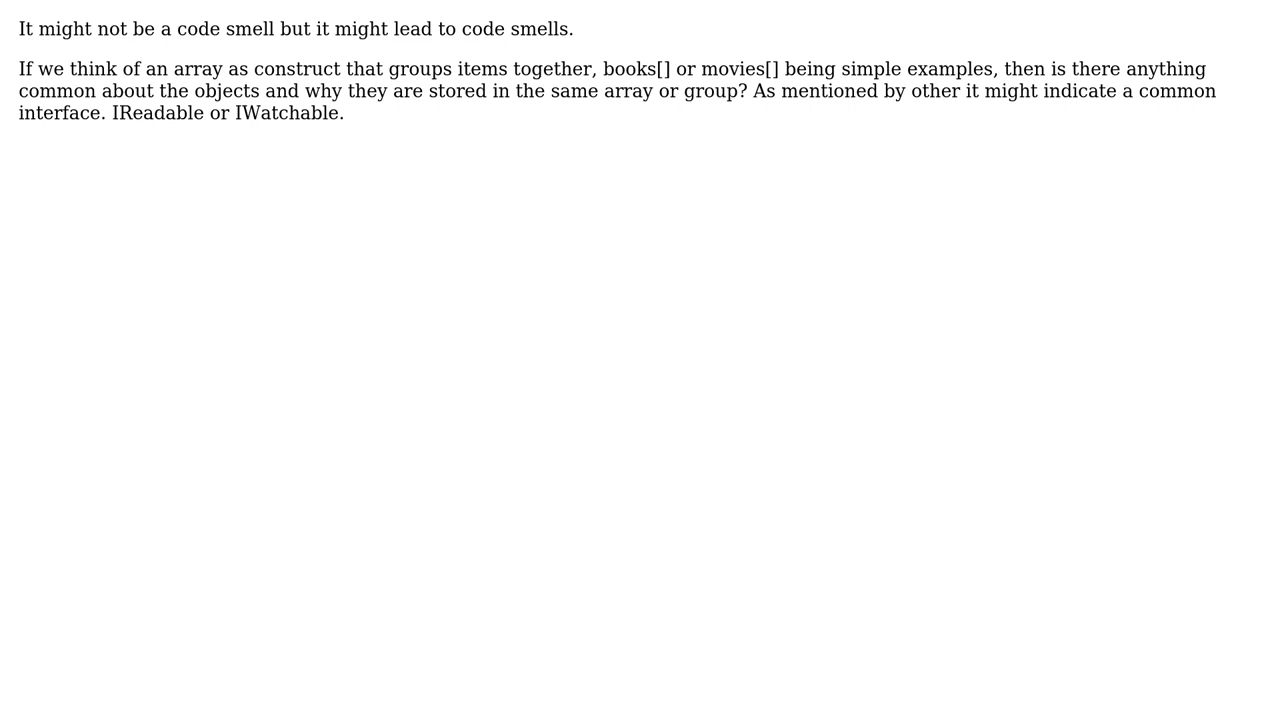 It might not be a code smell but it might lead to code smells.
If we think of an array as construct that groups items together, books[] or movies[] being simple examples, then is there anything
common about the objects and why they are stored in the same array or group? As mentioned by other it might indicate a common
interface. IReadable or IWatchable.